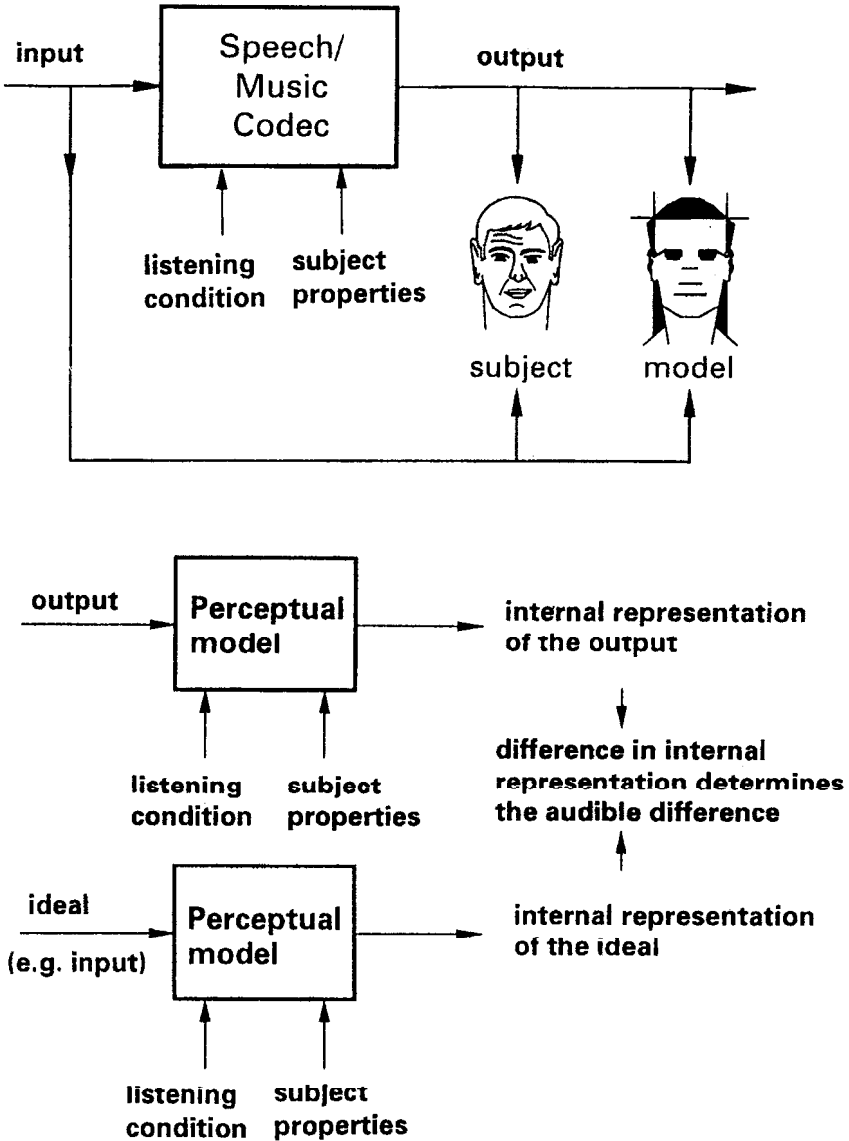 input
Speech/
Music
Codec
output
listening
condition
subject
properties
subject
model
output
Perceptual
model
internal representation
of the output
listening
condition
subject
properties
difference in internal
representation determines
the audible difference
ideal
(e.g. input)
Perceptual
model
internal representation
of the ideal
listening
condition
subject
properties